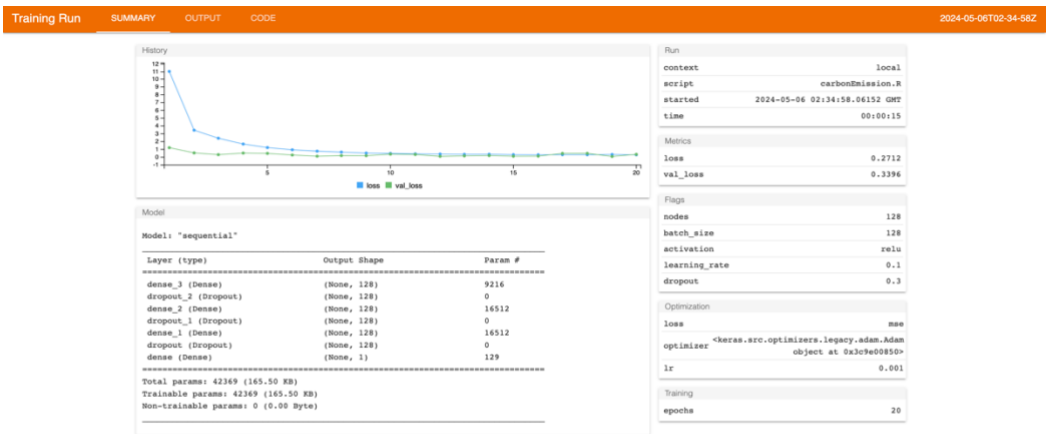 Training Run SUMMARY OUTPUT CODE 2024-05-06T02-34-58Z
History
12
11
10
9
8
7
6
5
4
3
2
1
0
-1
5 10 15 20
loss val_loss
Model
Model: "sequential"
Layer (type) Output Shape Param #
dense_3 (Dense) (None, 128) 9216
dropout_2 (Dropout) (None, 128) 0
dense_2 (Dense) (None, 128) 16512
dropout_1 (Dropout) (None, 128) 0
dense_1 (Dense) (None, 128) 16512
dropout (Dropout) (None, 128) 0
dense (Dense) (None, 1) 129
Total params: 42369 (165.50 KB)
Trainable params: 42369 (165.50 KB)
Non-trainable params: 0 (0.00 Byte)
Run
context local
script carbonEmission.R
started 2024-05-06 02:34:58.06152 GMT
time 00:00:15
Metrics
loss 0.2712
val_loss 0.3396
Flags
nodes 128
batch_size 128
activation relu
learning_rate 0.1
dropout 0.3
Optimization
loss mse
optimizer <keras.src.optimizers.legacy.adam.Adam
object at 0x3c9e00850>
lr 0.001
Training
epochs 20